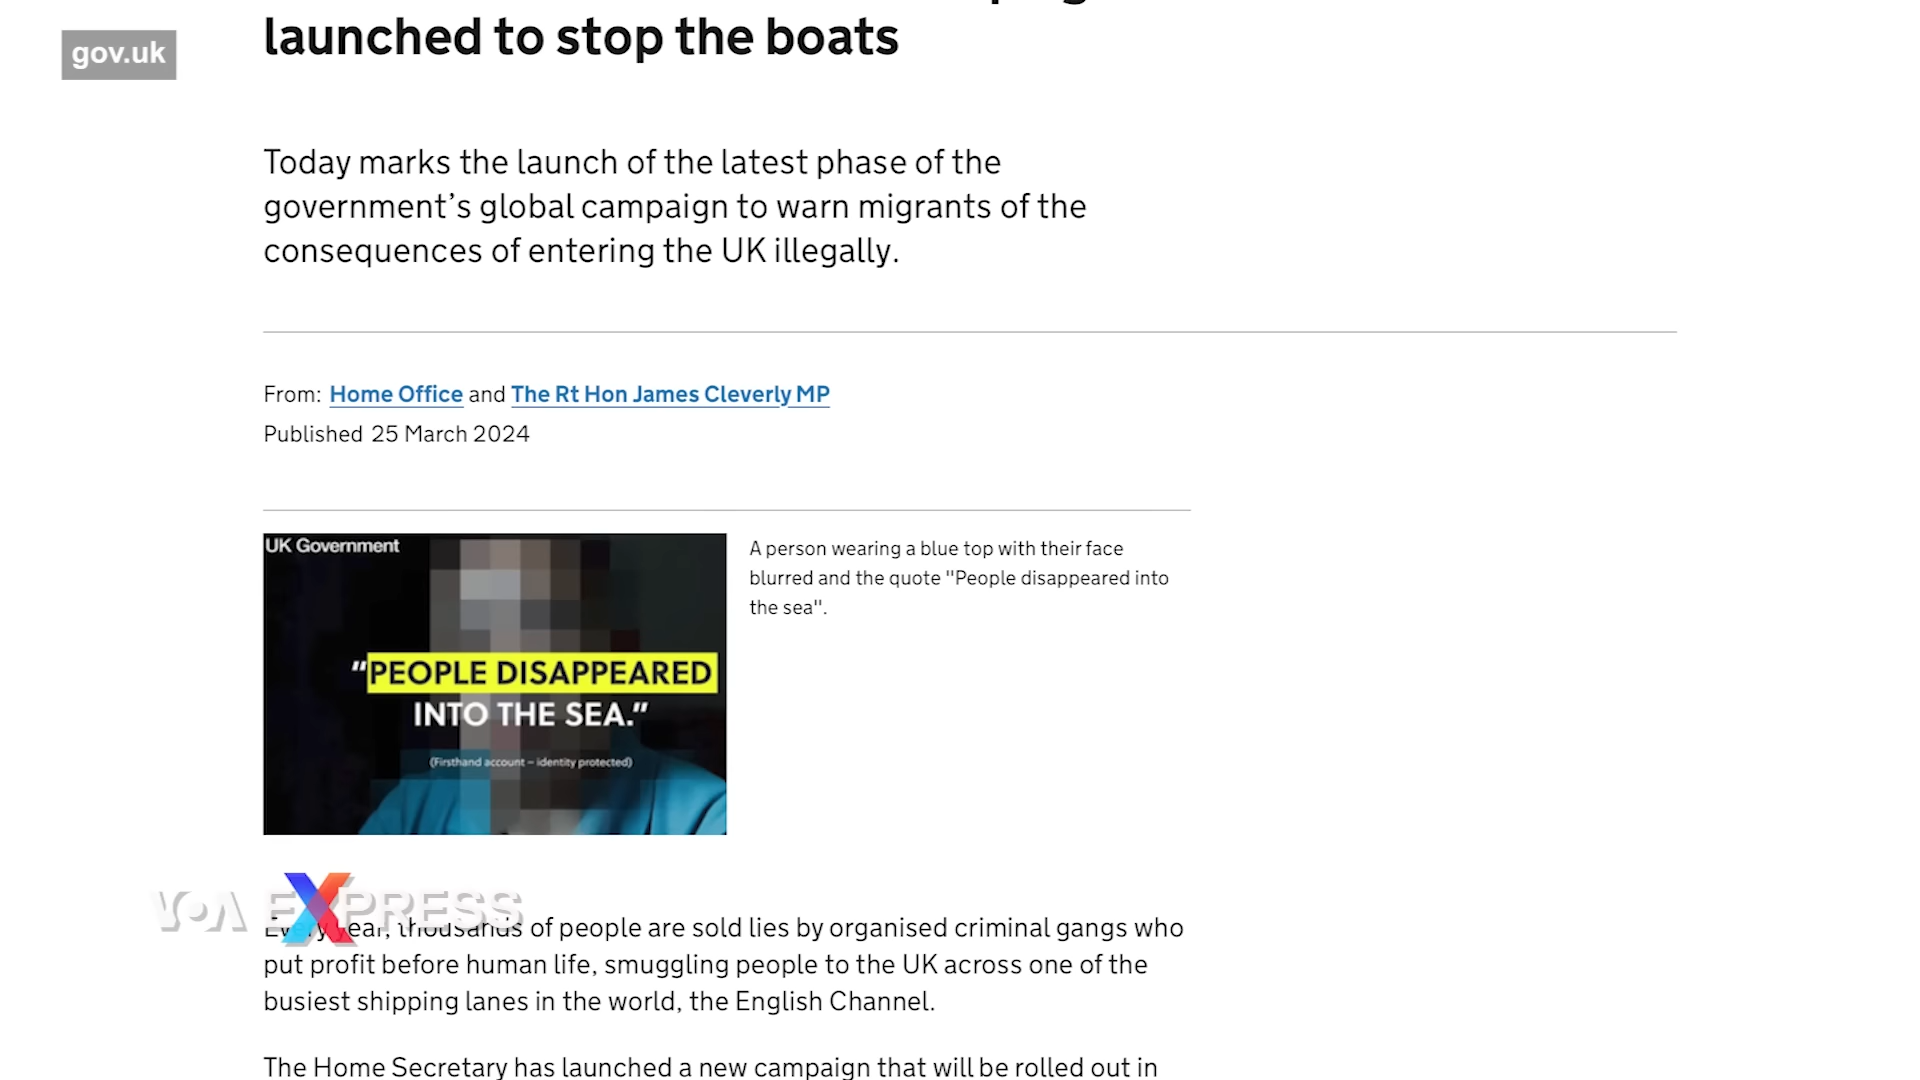 launched to stop the boats
gov.uk
Today marks the launch of the latest phase of the
government’s global campaign to warn migrants of the
consequences of entering the UK illegally.
From: Home Office and The Rt Hon James Cleverly MP
Published 25 March 2024
UK Government
“PEOPLE DISAPPEARED
INTO THE SEA.”
(Firsthand account – identity protected)
A person wearing a blue top with their face
blurred and the quote "People disappeared into
the sea".
VOA EXPRESS
Every year, thousands of people are sold lies by organised criminal gangs who
put profit before human life, smuggling people to the UK across one of the
busiest shipping lanes in the world, the English Channel.
The Home Secretary has launched a new campaign that will be rolled out in